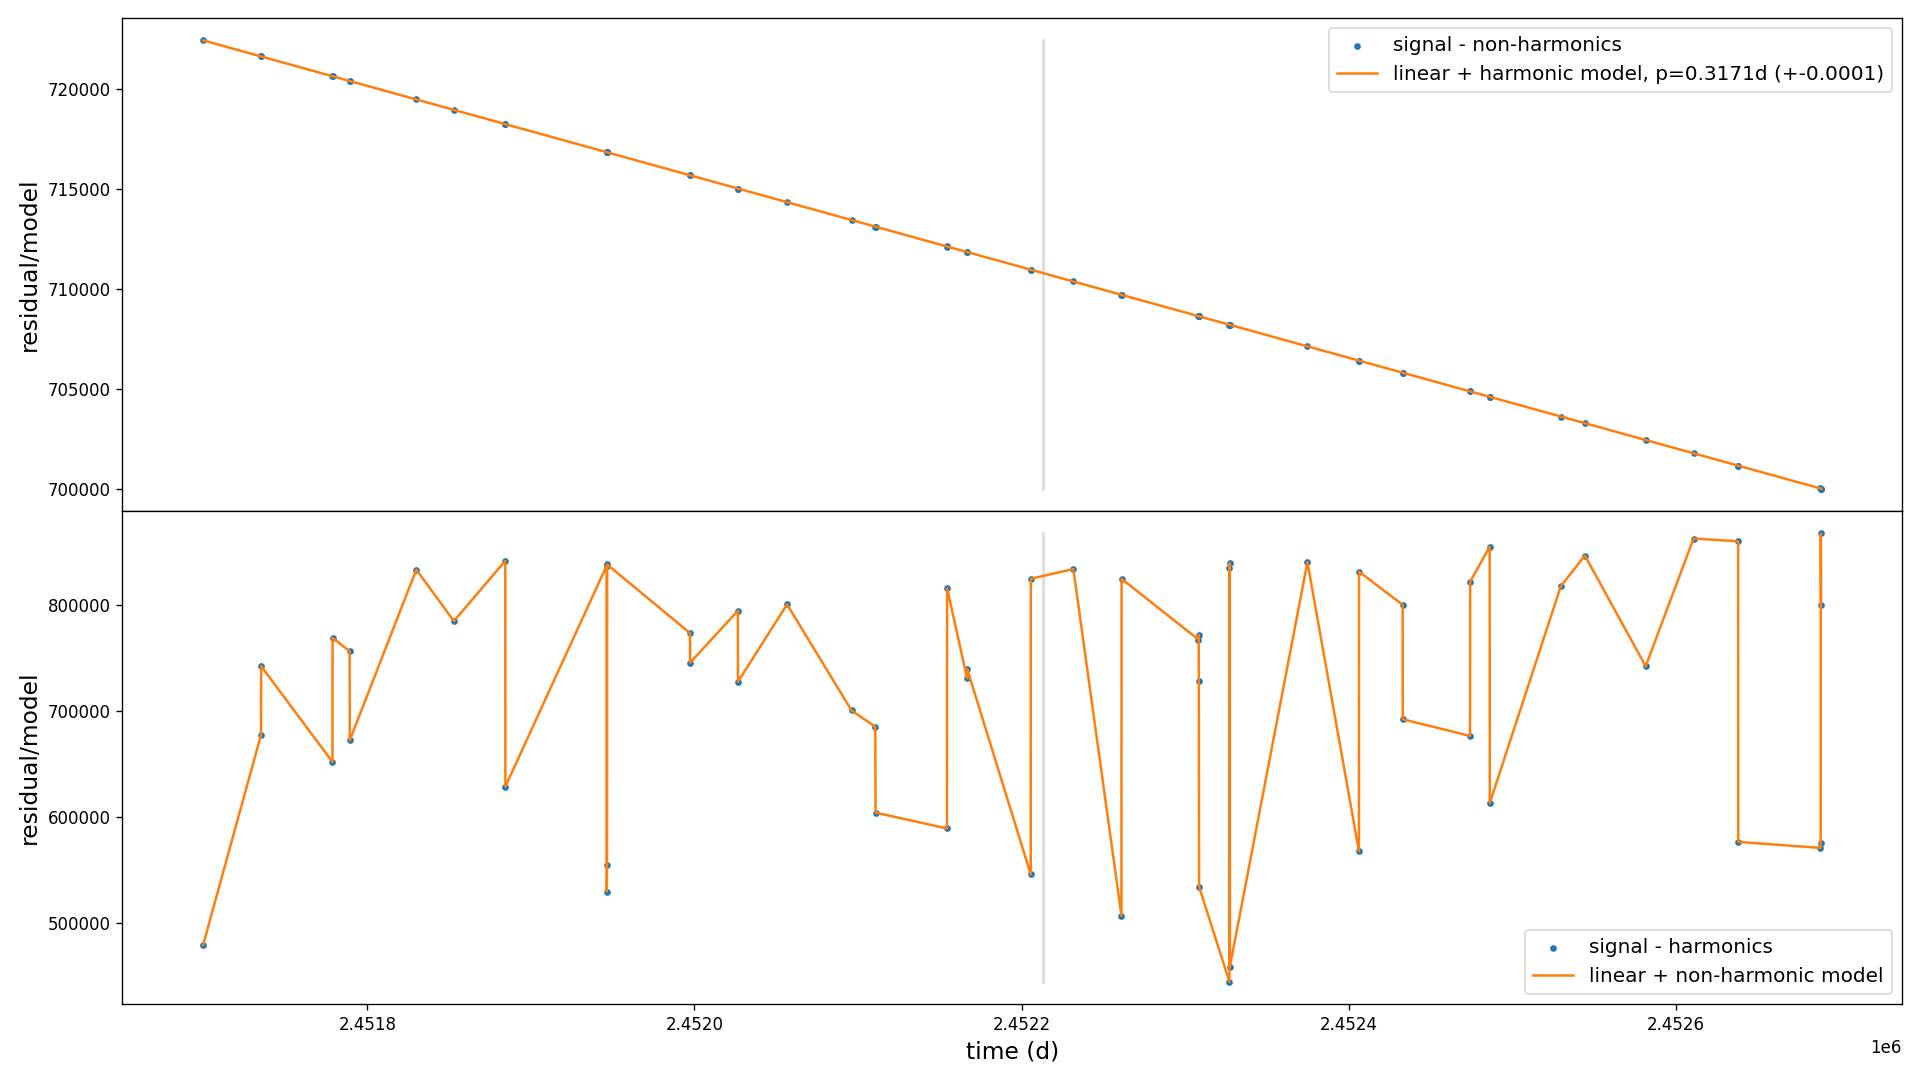 signal - non-harmonics
linear + harmonic model, p=0.3171d (+-0.0001)
720000
715000
710000
705000
700000
residual/model
800000
700000
600000
500000
residual/model
signal - harmonics
linear + non-harmonic model
2.4518
2.4520
2.4522
2.4524
2.4526
1e6
time (d)